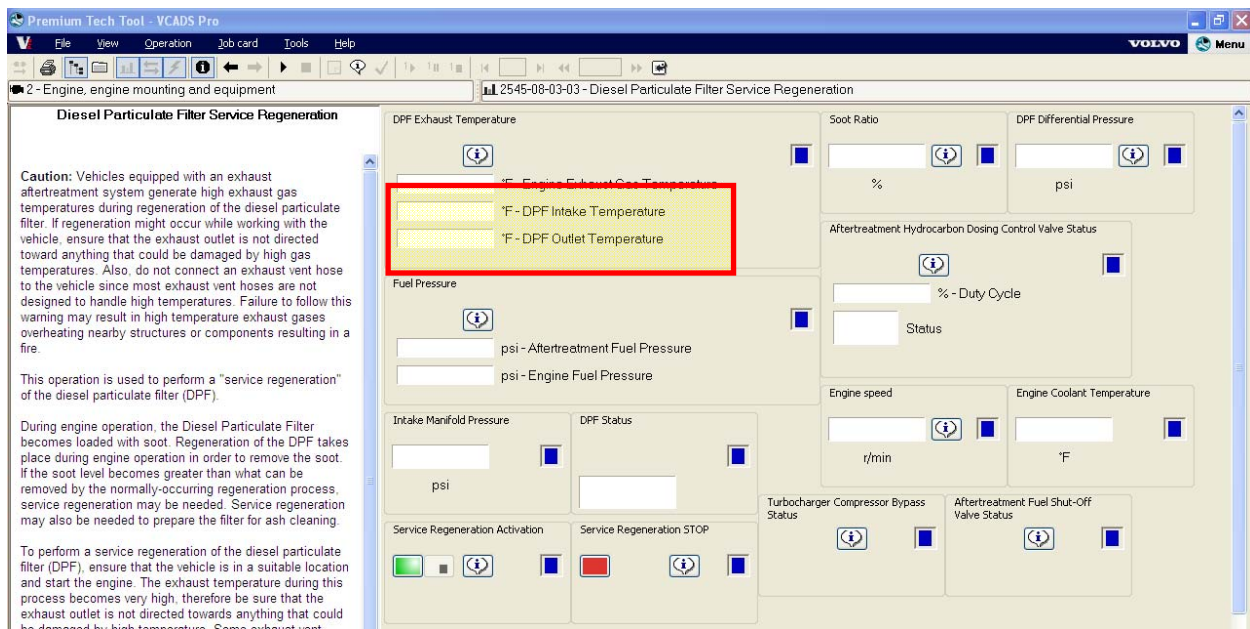 Premium Tech Tool - VCADS Pro
File View Operation Job card Tools Help
VOLVO
Menu
2 - Engine, engine mounting and equipment
2545-08-03-03 - Diesel Particulate Filter Service Regeneration
Diesel Particulate Filter Service Regeneration
Caution: Vehicles equipped with an exhaust
aftertreatment system generate high exhaust gas
temperatures during regeneration of the diesel particulate
filter. If regeneration might occur while working with the
vehicle, ensure that the exhaust outlet is not directed
toward anything that could be damaged by high gas
temperatures. Also, do not connect an exhaust vent hose
to the vehicle since most exhaust vent hoses are not
designed to handle high temperatures. Failure to follow this
warning may result in high temperature exhaust gases
overheating nearby structures or components resulting in a
fire.
This operation is used to perform a "service regeneration"
of the diesel particulate filter (DPF).
During engine operation, the Diesel Particulate Filter
becomes loaded with soot. Regeneration of the DPF takes
place during engine operation in order to remove the soot.
If the soot level becomes greater than what can be
removed by the normally-occurring regeneration process,
service regeneration may be needed. Service regeneration
may also be needed to prepare the filter for ash cleaning.
To perform a service regeneration of the diesel particulate
filter (DPF), ensure that the vehicle is in a suitable location
and start the engine. The exhaust temperature during this
process becomes very high, therefore be sure that the
exhaust outlet is not directed towards anything that could
be damaged by high temperature. Some exhaust vent
DPF Exhaust Temperature
°F - Engine Exhaust Gas Temperature
°F - DPF Intake Temperature
°F - DPF Outlet Temperature
Soot Ratio
%
DPF Differential Pressure
psi
Aftertreatment Hydrocarbon Dosing Control Valve Status
% - Duty Cycle
Status
Fuel Pressure
psi - Aftertreatment Fuel Pressure
psi - Engine Fuel Pressure
Engine speed
r/min
Engine Coolant Temperature
°F
Intake Manifold Pressure
psi
DPF Status
Turbocharger Compressor Bypass
Status
Aftertreatment Fuel Shut-Off
Valve Status
Service Regeneration Activation
Service Regeneration STOP